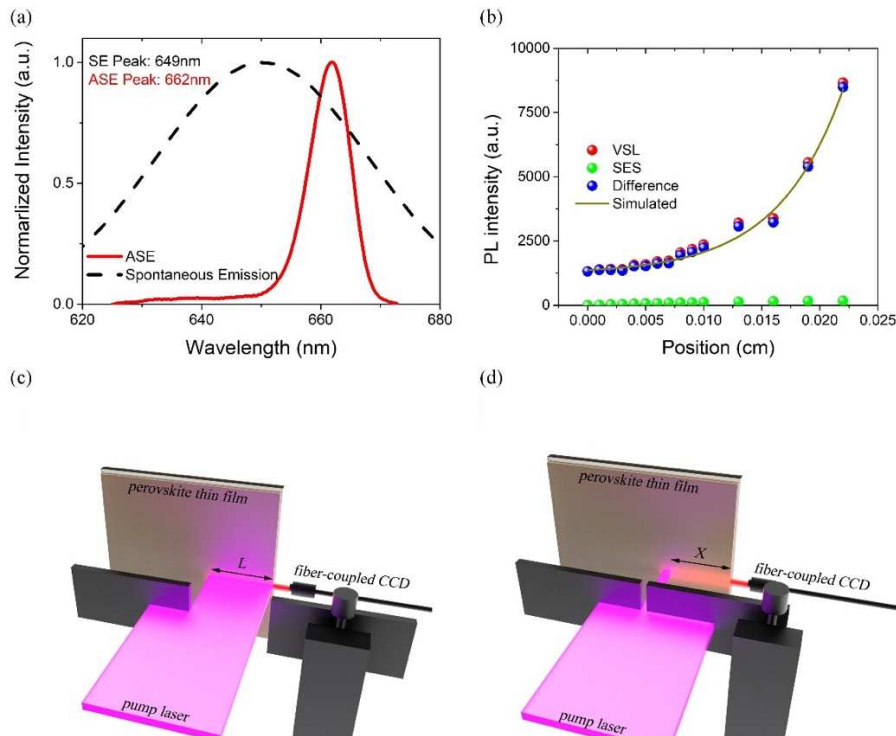 (a)
Normarlized Intensity (a.u.)
1.0
0.5
0.0
SE Peak: 649nm
ASE Peak: 662nm
ASE
Spontaneous Emission
620 640 660 680
Wavelength (nm)
(b)
PL intensity (a.u.)
10000
7500
5000
2500
0
VSL
SES
Difference
Simulated
0.000 0.005 0.010 0.015 0.020 0.025
Position (cm)
(c)
perovskite thin film
L
fiber-coupled CCD
pump laser
(d)
perovskite thin film
X
fiber-coupled CCD
pump laser